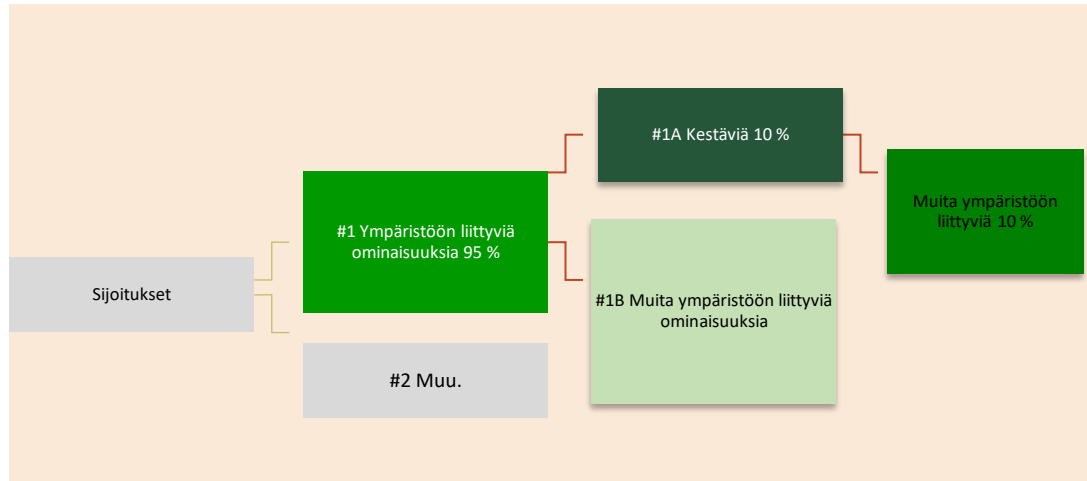 Sijoitukset
#1 Ympäristöön liittyviä
ominaisuuksia 95 %
#2 Muu.
#1A Kestäviä 10 %
#1B Muita ympäristöön liittyviä
ominaisuuksia
Muita ympäristöön
liittyviä 10 %